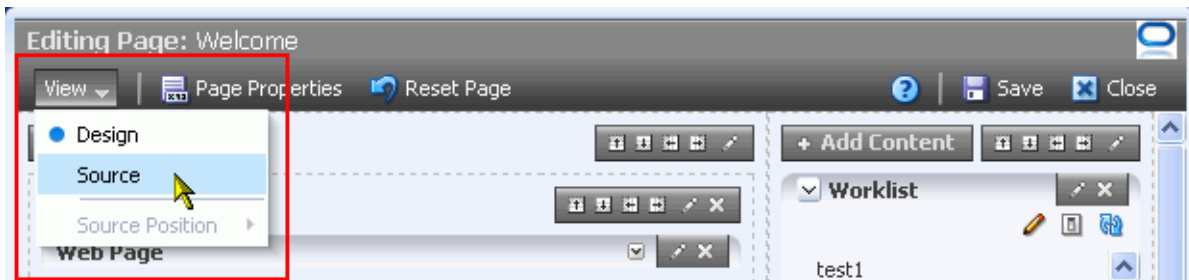 Editing Page: Welcome
View Page Properties Reset Page Save Close
Design
Source
Source Position
+ Add Content
Worklist
Web Page
test1